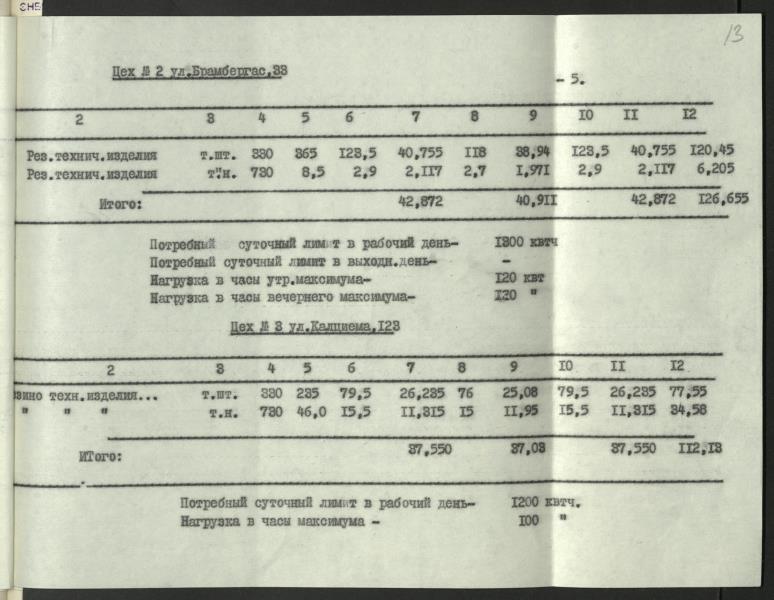 СНЕ
13
Цех № 2 ул.Брамбергас,33
- 5.
2 3 4 5 6 7 8 9 10 11 12
Рез.технич.изделия т.шт. 330 365 123,5 40,755 118 38,94 123,5 40,755 120,45
Рез.технич.изделия т."н. 730 8,5 2,9 2,117 2,7 1,971 2,9 2,117 6,205
Итого: 42,872 40,911 42,872 126,655
Потребный суточный лимит в рабочий день- 1300 квтч
Потребный суточный лимит в выходн.день- -
Нагрузка в часы утр.максимума- 120 квт
Нагрузка в часы вечернего максимума- 120 "
Цех № 3 ул.Калциема,123
2 3 4 5 6 7 8 9 10 11 12
зино техн.изделия... т.шт. 330 235 79,5 26,235 76 25,08 79,5 26,235 77,55
" " " т.н. 730 46,0 15,5 11,315 15 11,95 15,5 11,315 34,58
ИТого: 37,550 37,03 37,550 112,13
Потребный суточный лимит в рабочий день- 1200 квтч.
Нагрузка в часы максимума - 100 "